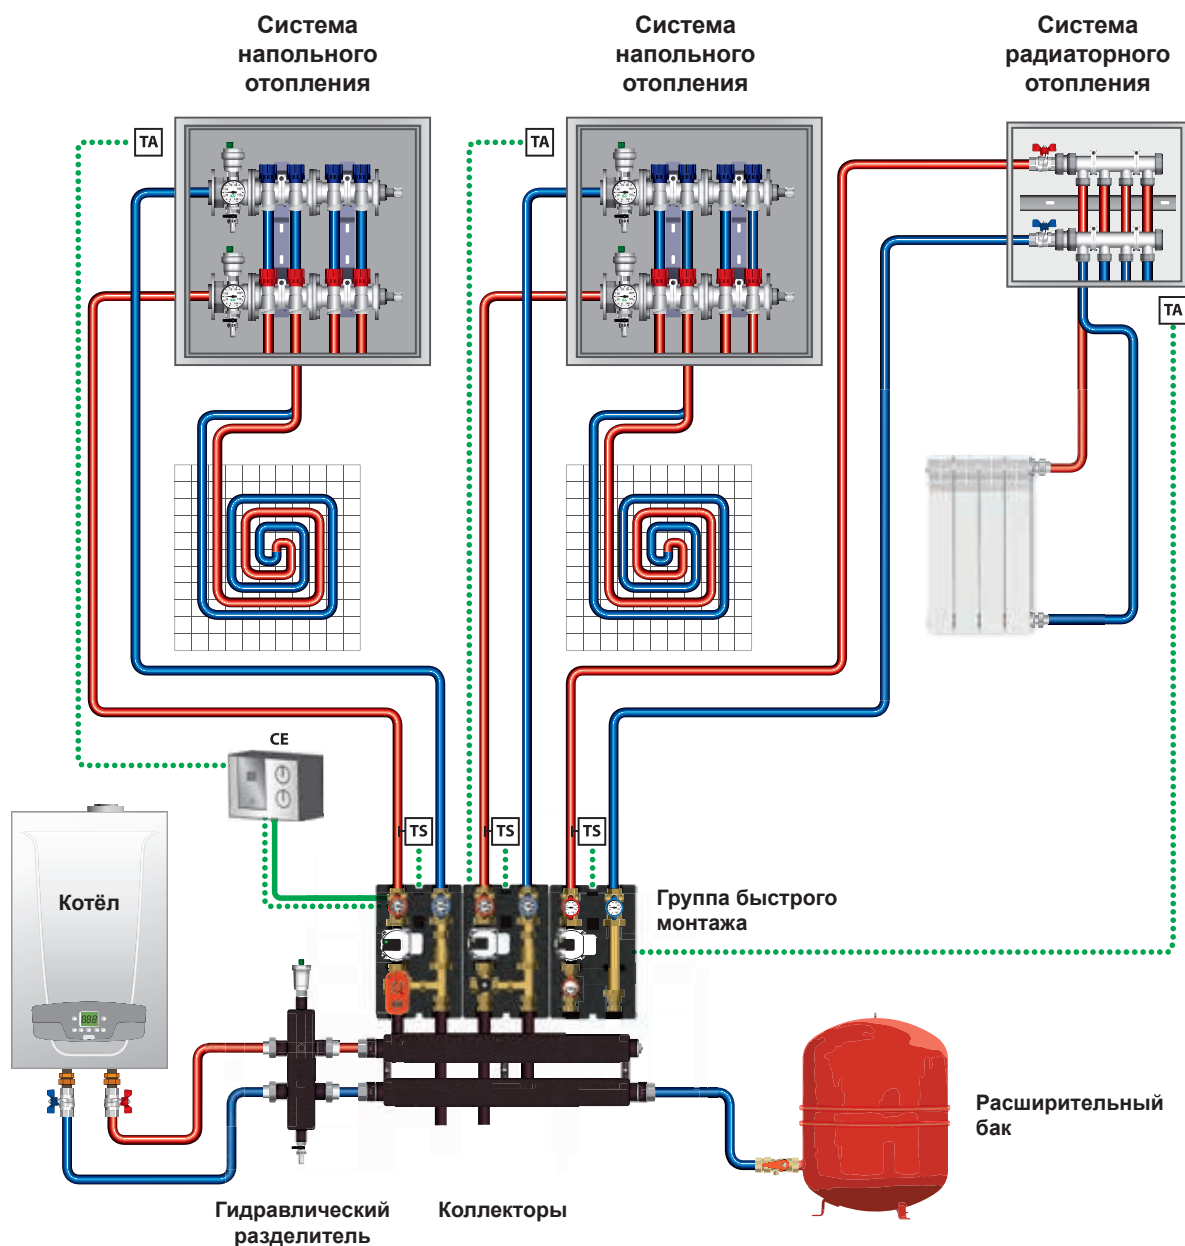 Система
напольного
отопления
Система
напольного
отопления
Система
радиаторного
отопления
TA
TA
TA
CE
TS
TS
TS
Котёл
Группа быстрого
монтажа
Расширительный
бак
Гидравлический
разделитель
Коллекторы